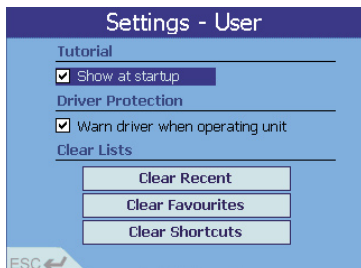 Settings - User
Tutorial
Show at startup
Driver Protection
Warn driver when operating unit
Clear Lists
Clear Recent
Clear Favourites
Clear Shortcuts
ESC